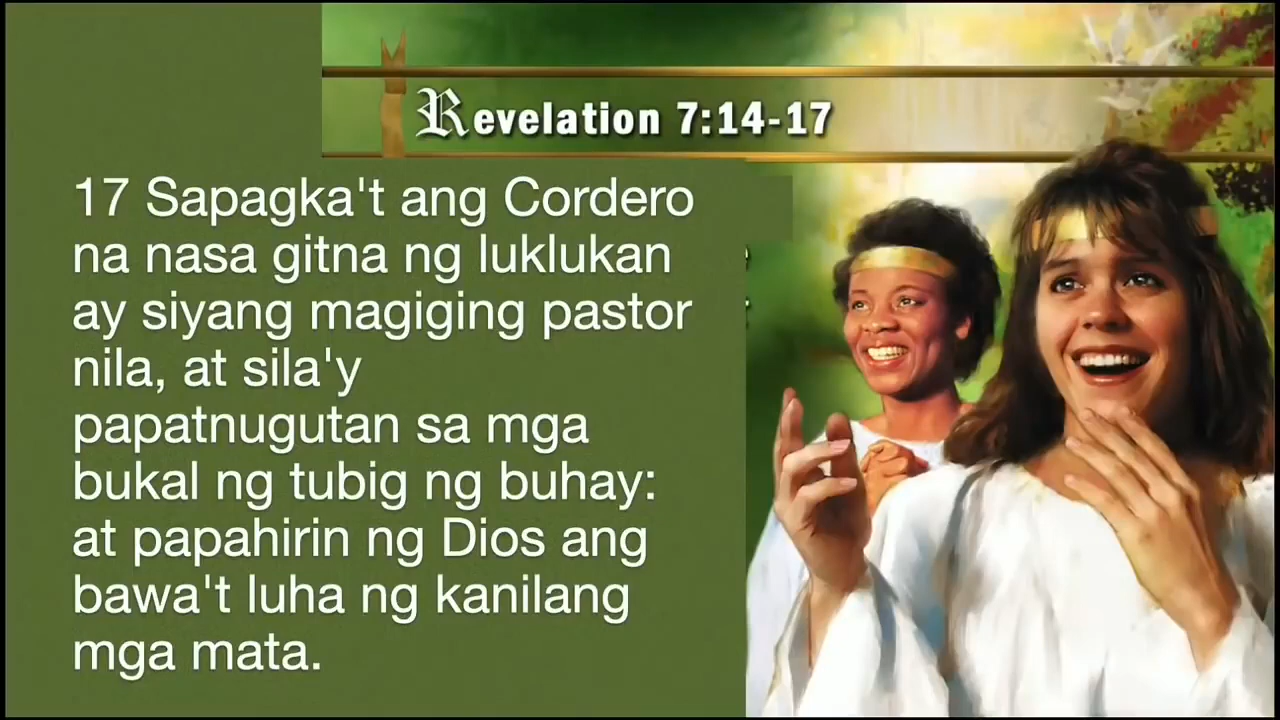 Revelation 7:14-17
17 Sapagka't ang Cordero
na nasa gitna ng luklukan
ay siyang magiging pastor
nila, at sila'y
papatnugutan sa mga
bukal ng tubig ng buhay:
at papahirin ng Dios ang
bawa't luha ng kanilang
mga mata.